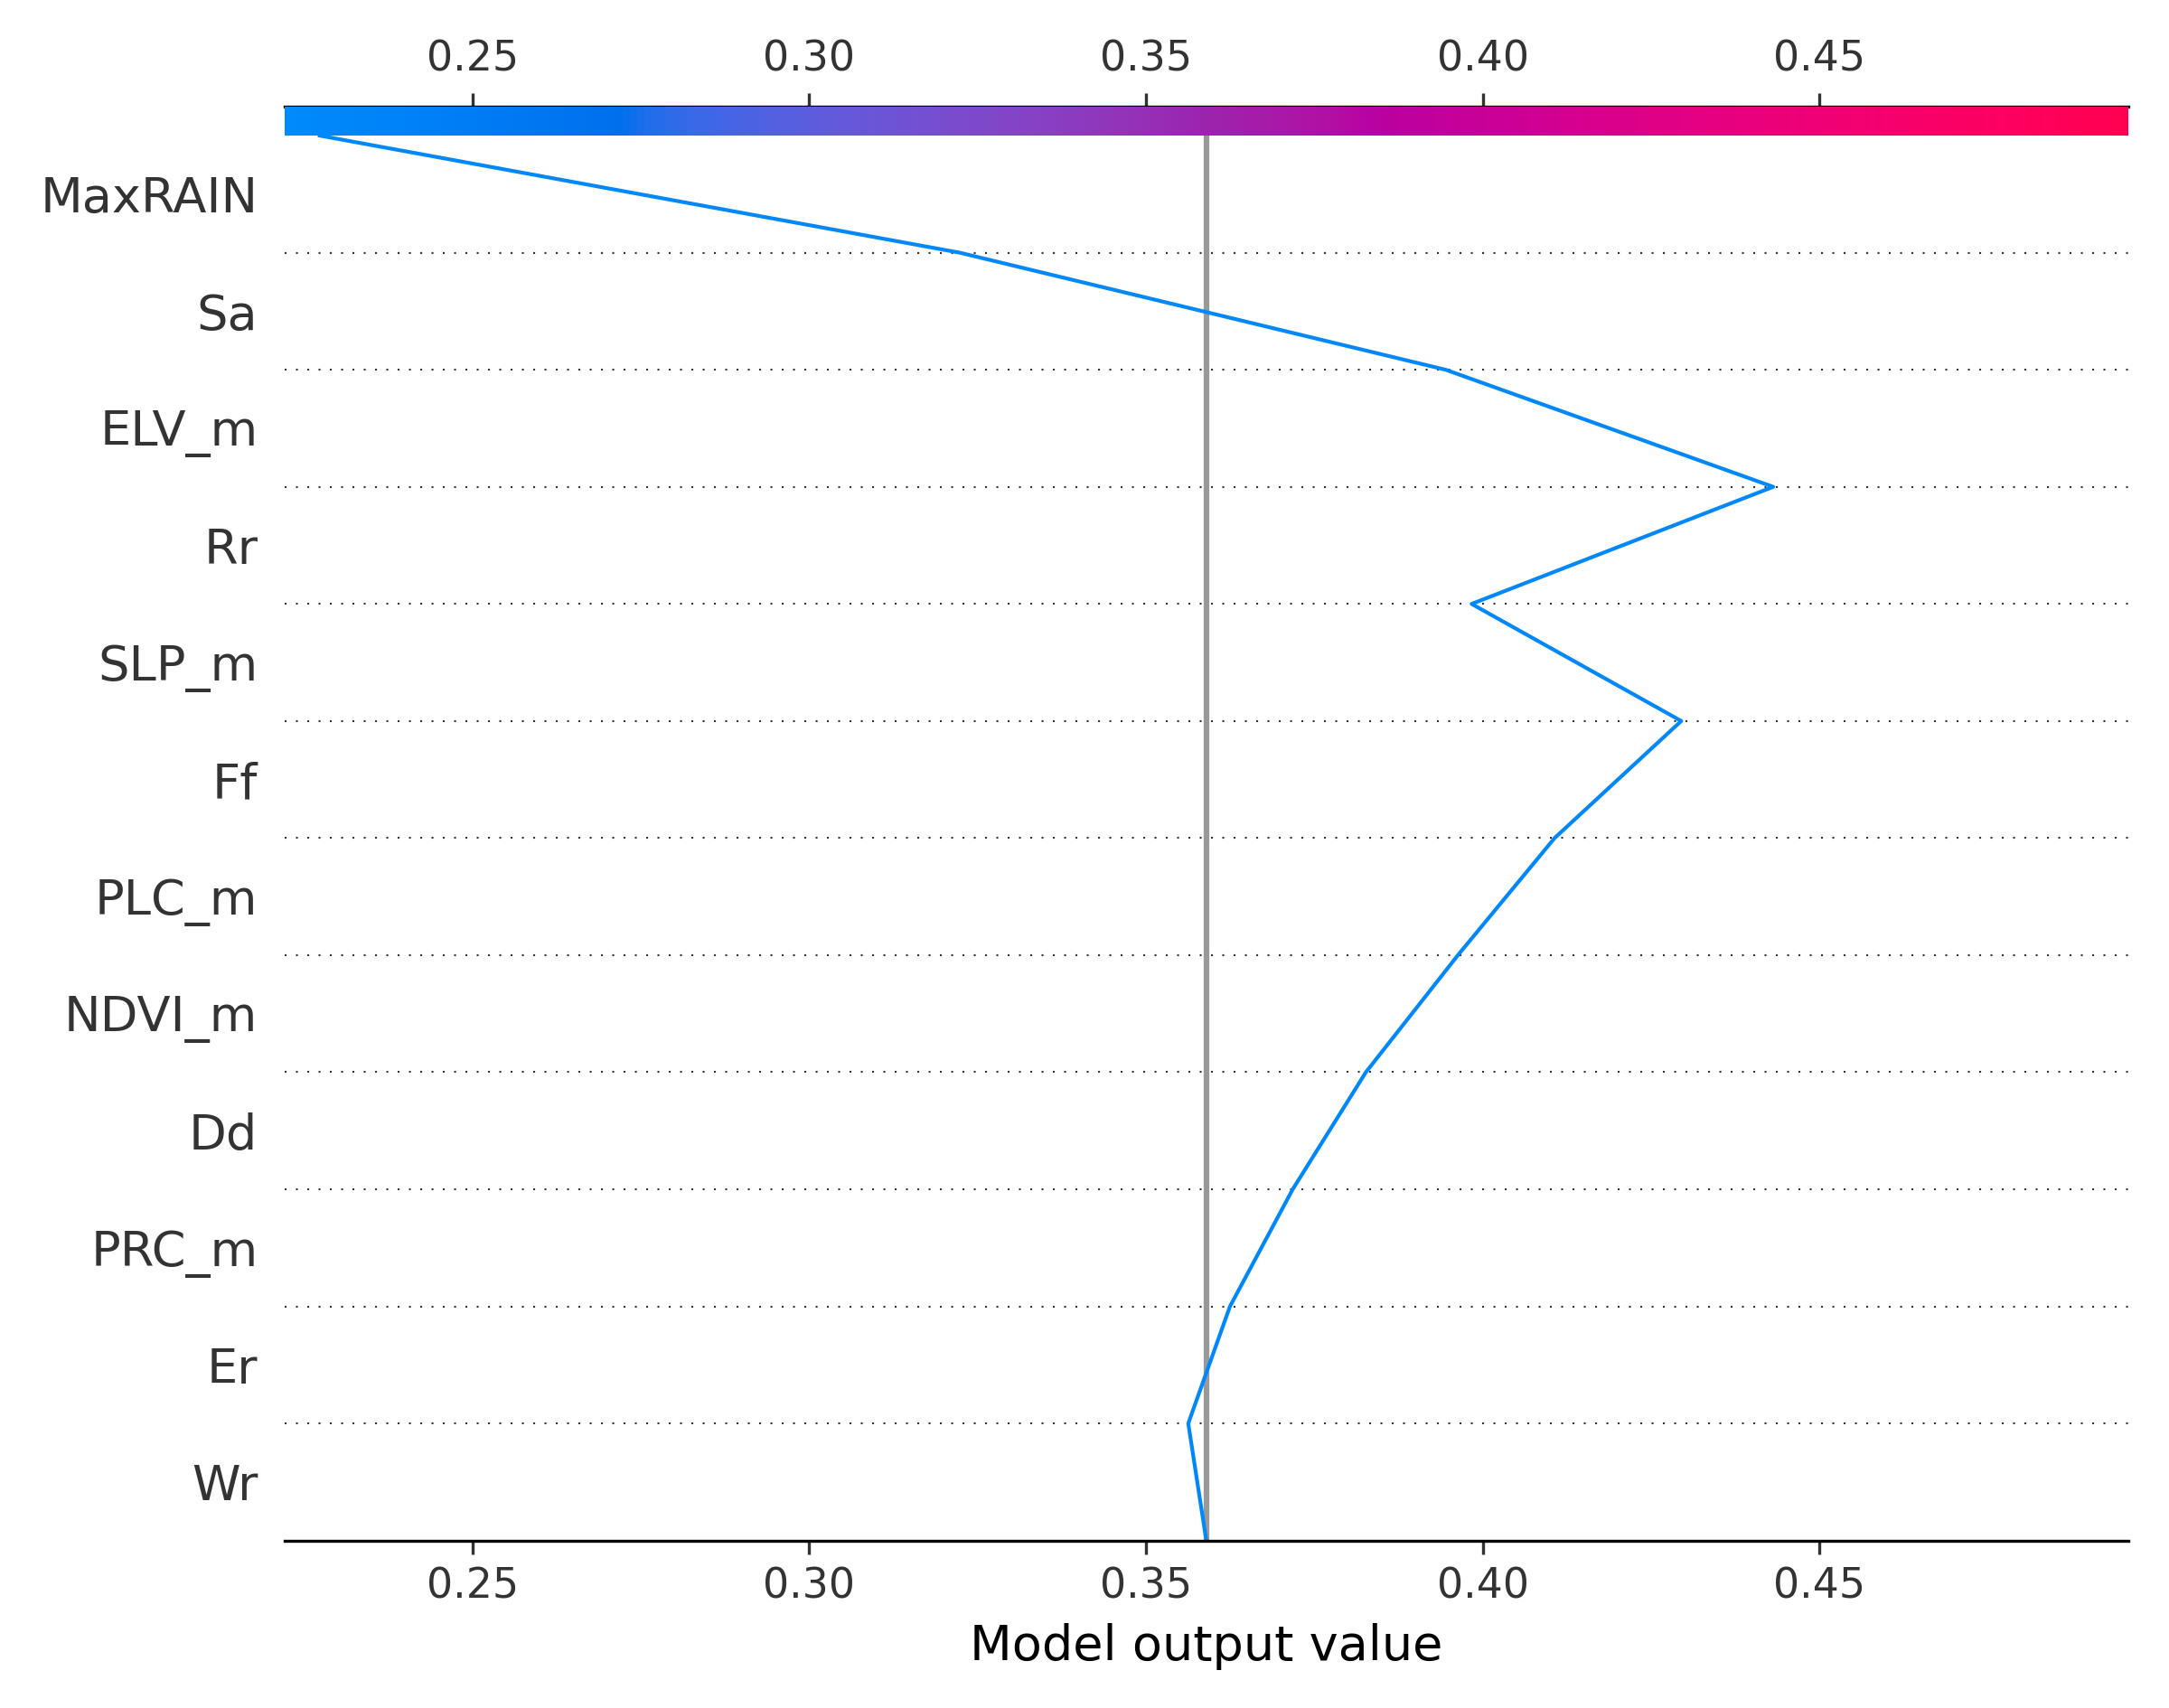 0.25 0.30 0.35 0.40 0.45
MaxRAIN
Sa
ELV_m
Rr
SLP_m
Ff
PLC_m
NDVI_m
Dd
PRC_m
Er
Wr
0.25 0.30 0.35 0.40 0.45
Model output value